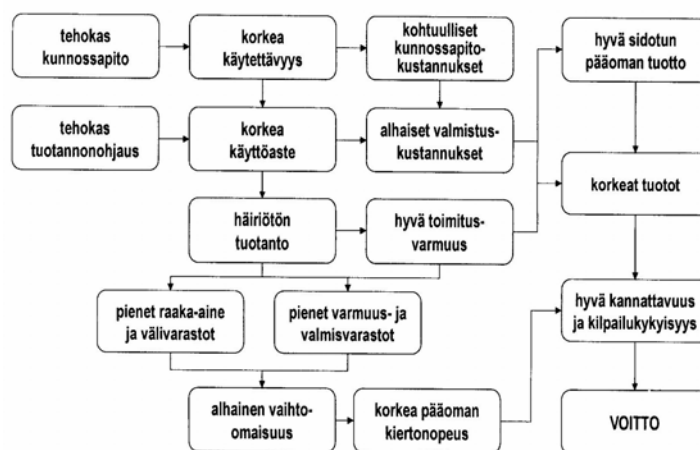 tehokas
kunnossapito
korkea
käytettävyys
kohtuulliset
kunnossapito-
kustannukset
hyvä sidotun
pääoman tuotto
tehokas
tuotannonohjaus
korkea
käyttöaste
alhaiset valmistus-
kustannukset
korkeat tuotot
häiriötön
tuotanto
hyvä toimitus-
varmuus
pienet raaka-aine
ja välivarastot
pienet varmuus- ja
valmisvarastot
hyvä kannattavuus
ja kilpailukykyisyys
alhainen vaihto-
omaisuus
korkea pääoman
kiertonopeus
VOITTO